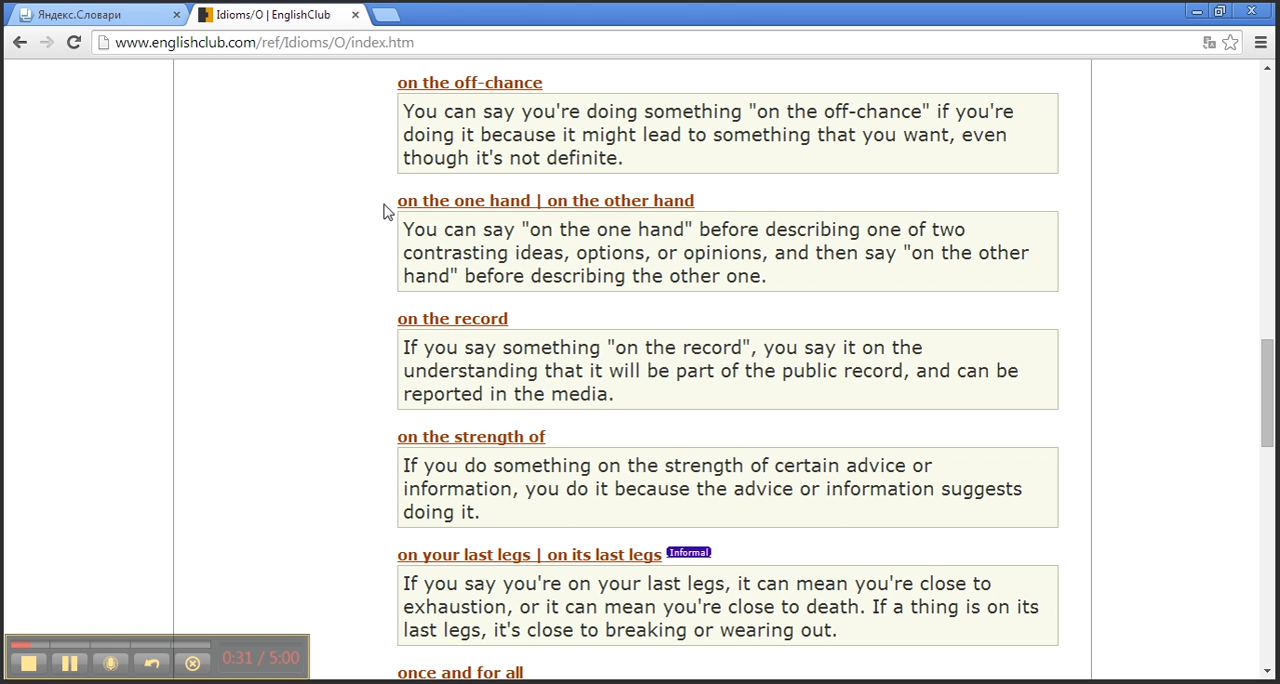 Яндекс.Словари
Idioms/O | EnglishClub
www.englishclub.com/ref/Idioms/O/index.htm
on the off-chance
You can say you're doing something "on the off-chance" if you're
doing it because it might lead to something that you want, even
though it's not definite.
on the one hand | on the other hand
You can say "on the one hand" before describing one of two
contrasting ideas, options, or opinions, and then say "on the other
hand" before describing the other one.
on the record
If you say something "on the record", you say it on the
understanding that it will be part of the public record, and can be
reported in the media.
on the strength of
If you do something on the strength of certain advice or
information, you do it because the advice or information suggests
doing it.
on your last legs | on its last legs Informal
If you say you're on your last legs, it can mean you're close to
exhaustion, or it can mean you're close to death. If a thing is on its
last legs, it's close to breaking or wearing out.
once and for all
0:31 / 5:00